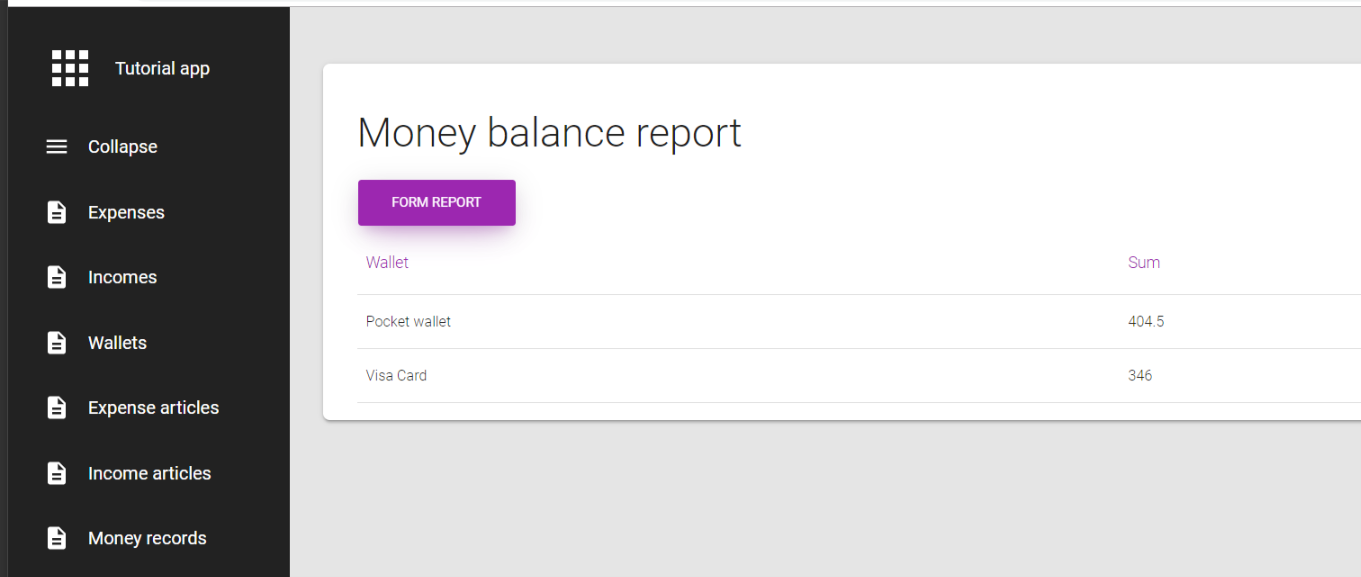 Tutorial app
Collapse
Expenses
Incomes
Wallets
Expense articles
Income articles
Money records
Money balance report
FORM REPORT
Wallet Sum
Pocket wallet 404.5
Visa Card 346